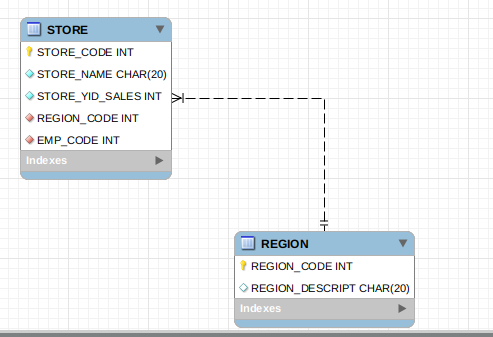 STORE
STORE_CODE INT
STORE_NAME CHAR(20)
STORE_YID_SALES INT
REGION_CODE INT
EMP_CODE INT
Indexes
REGION
REGION_CODE INT
REGION_DESCRIPT CHAR(20)
Indexes